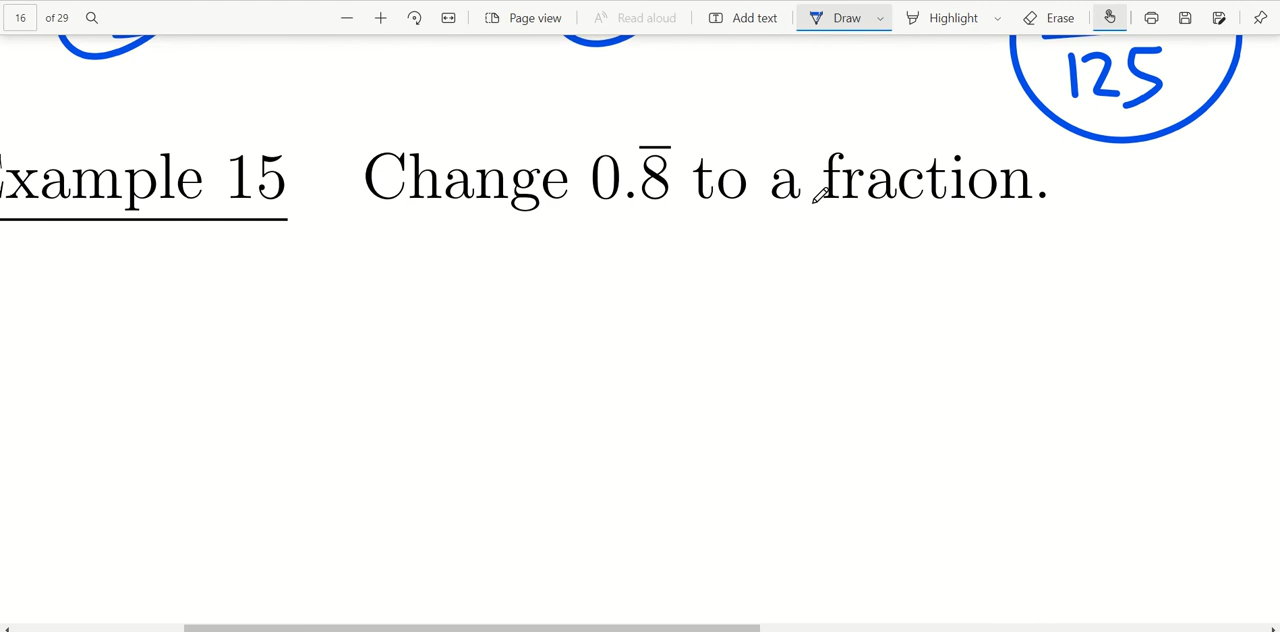 16 of 29 Page view Read aloud Add text Draw Highlight Erase
125
Example 15 Change 0.8̅ to a fraction.